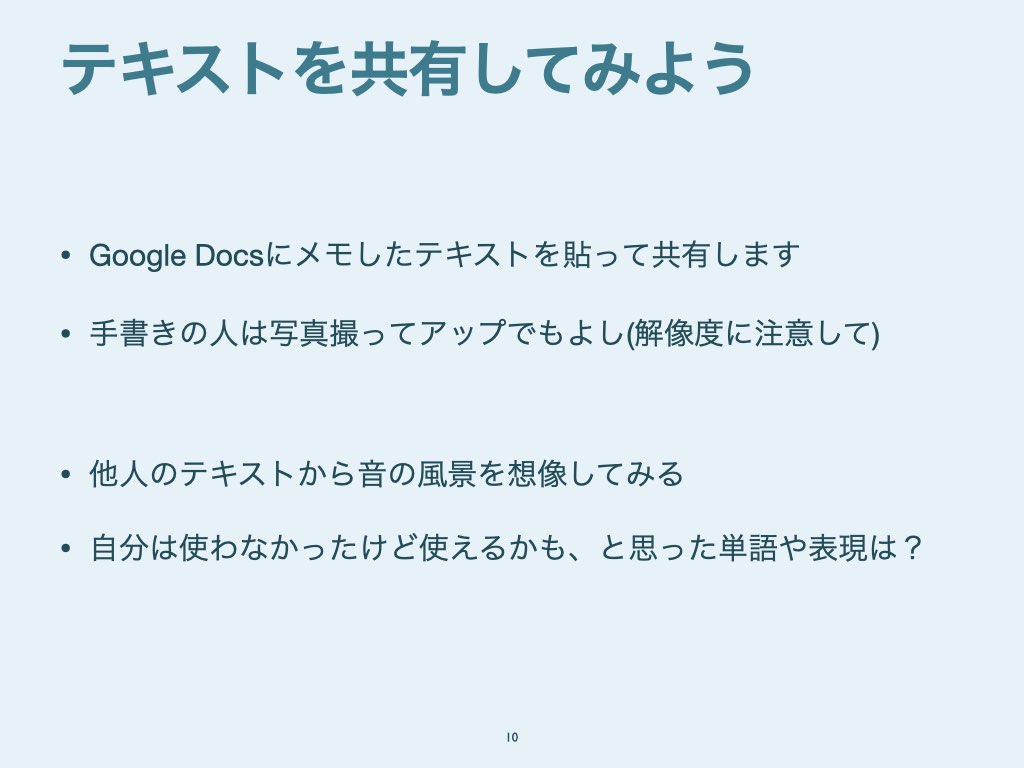 テキストを共有してみよう
• Google Docsにメモしたテキストを貼って共有します
• 手書きの人は写真撮ってアップでもよし(解像度に注意して)
• 他人のテキストから音の風景を想像してみる
• 自分は使わなかったけど使えるかも、と思った単語や表現は？
10